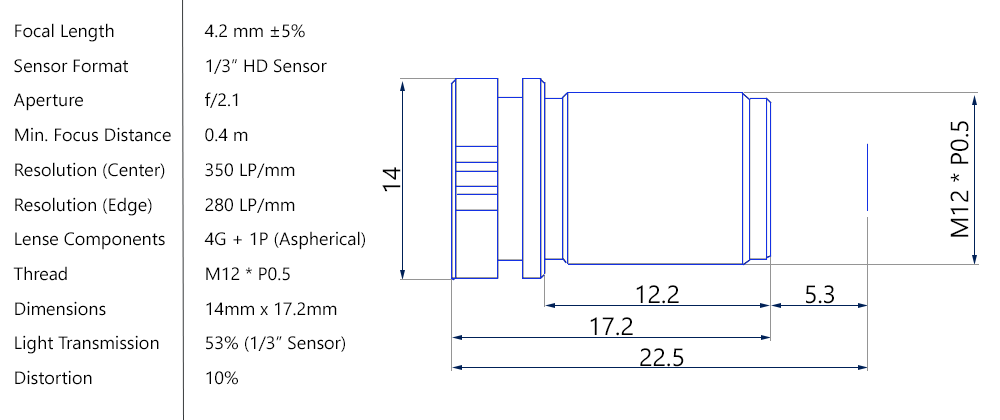 Focal Length 4.2 mm ±5%
Sensor Format 1/3” HD Sensor
Aperture f/2.1
Min. Focus Distance 0.4 m
Resolution (Center) 350 LP/mm
Resolution (Edge) 280 LP/mm
Lense Components 4G + 1P (Aspherical)
Thread M12 * P0.5
Dimensions 14mm x 17.2mm
Light Transmission 53% (1/3” Sensor)
Distortion 10%
14
M12 * P0.5
12.2
5.3
17.2
22.5